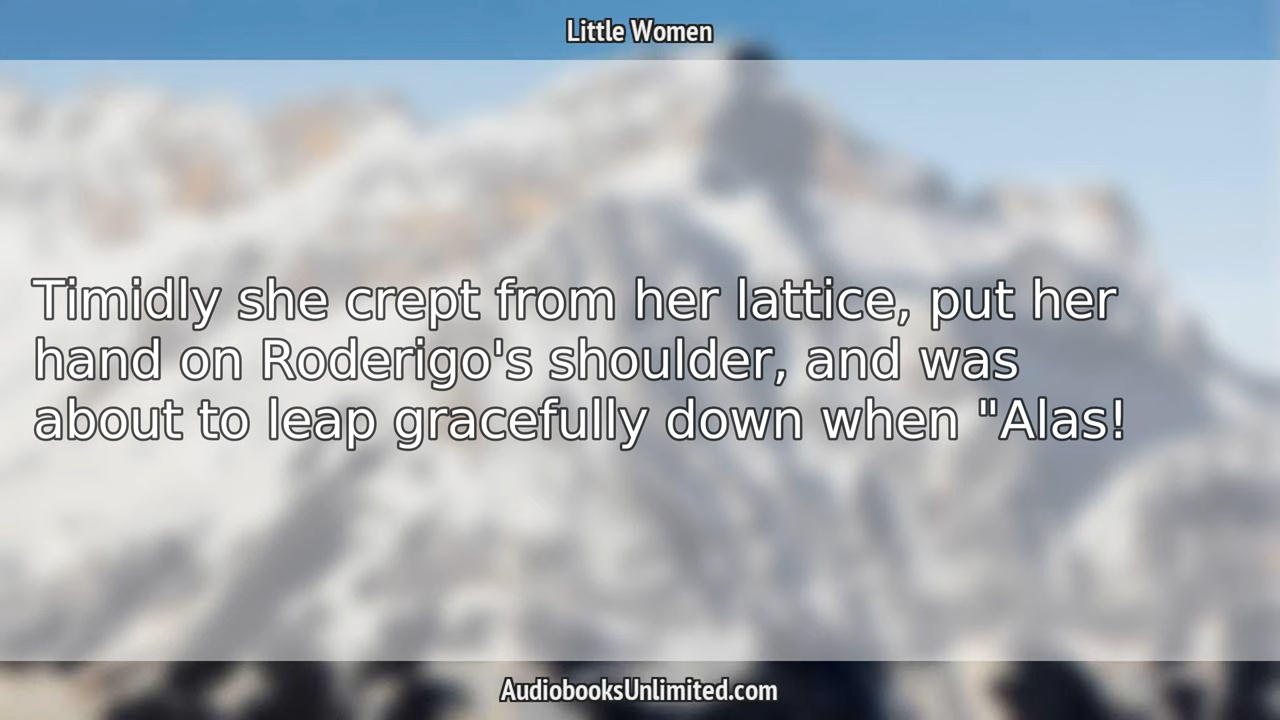 Little Women
Timidly she crept from her lattice, put her
hand on Roderigo's shoulder, and was
about to leap gracefully down when "Alas!
AudiobooksUnlimited.com